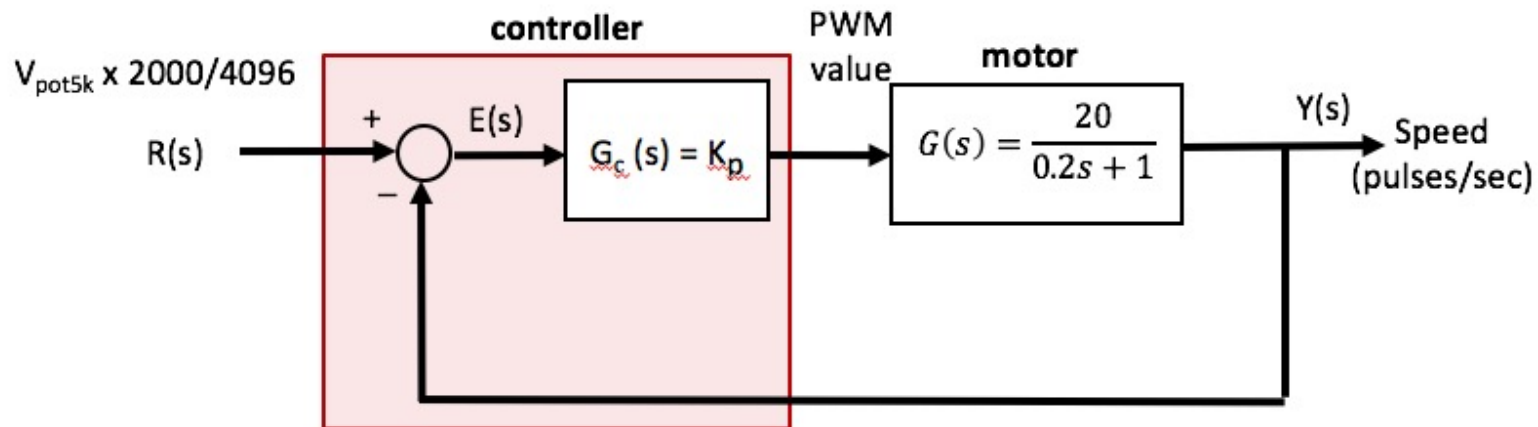 controller
PWM
value
motor
V_pot5k x 2000/4096
R(s)
+
−
E(s)
G_c (s) = K_p
G(s) = 20 / (0.2s + 1)
Y(s)
Speed
(pulses/sec)